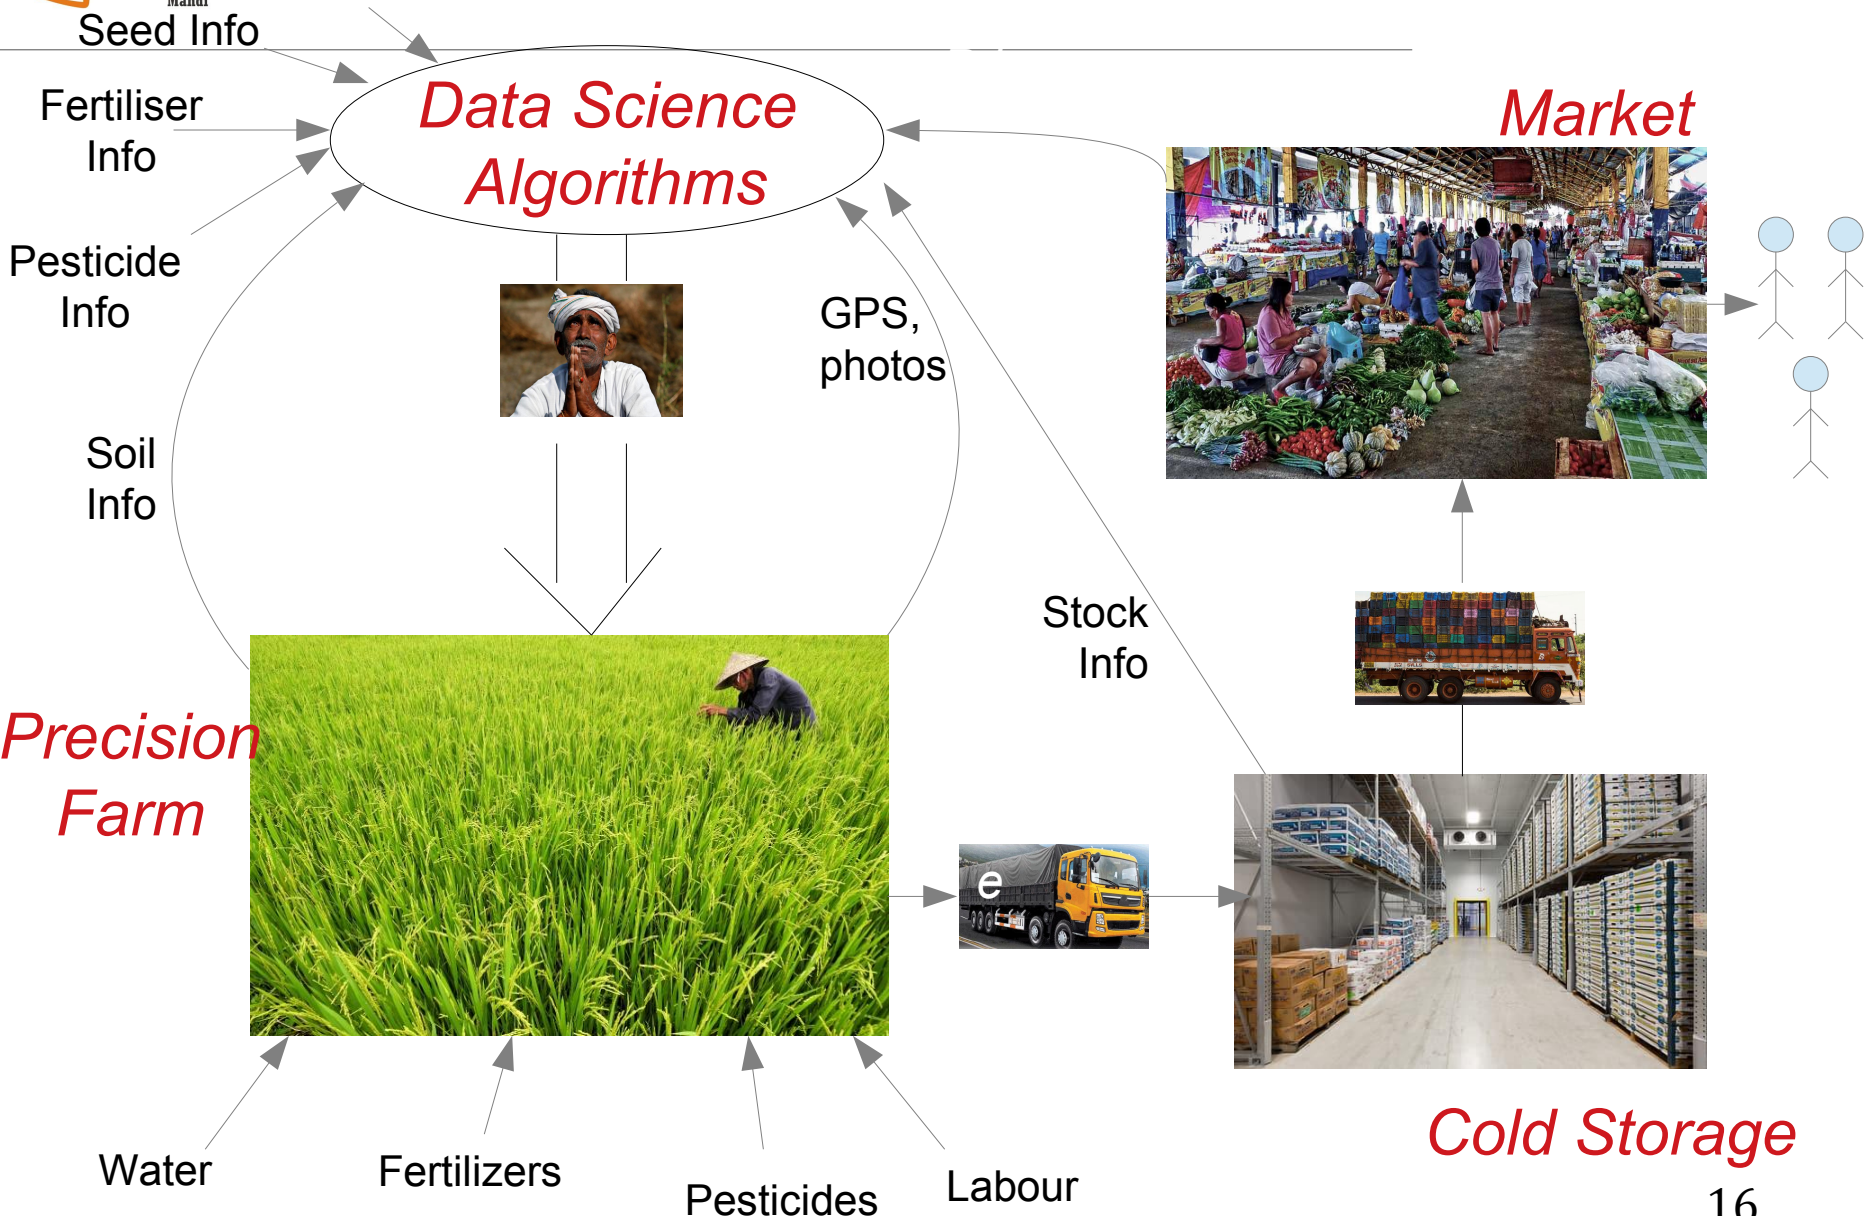 Mandi
Seed Info
Fertiliser
Info
Pesticide
Info
Soil
Info
Data Science
Algorithms
GPS,
photos
Market
Stock
Info
Precision
Farm
e
Cold Storage
Water
Fertilizers
Pesticides
Labour
16